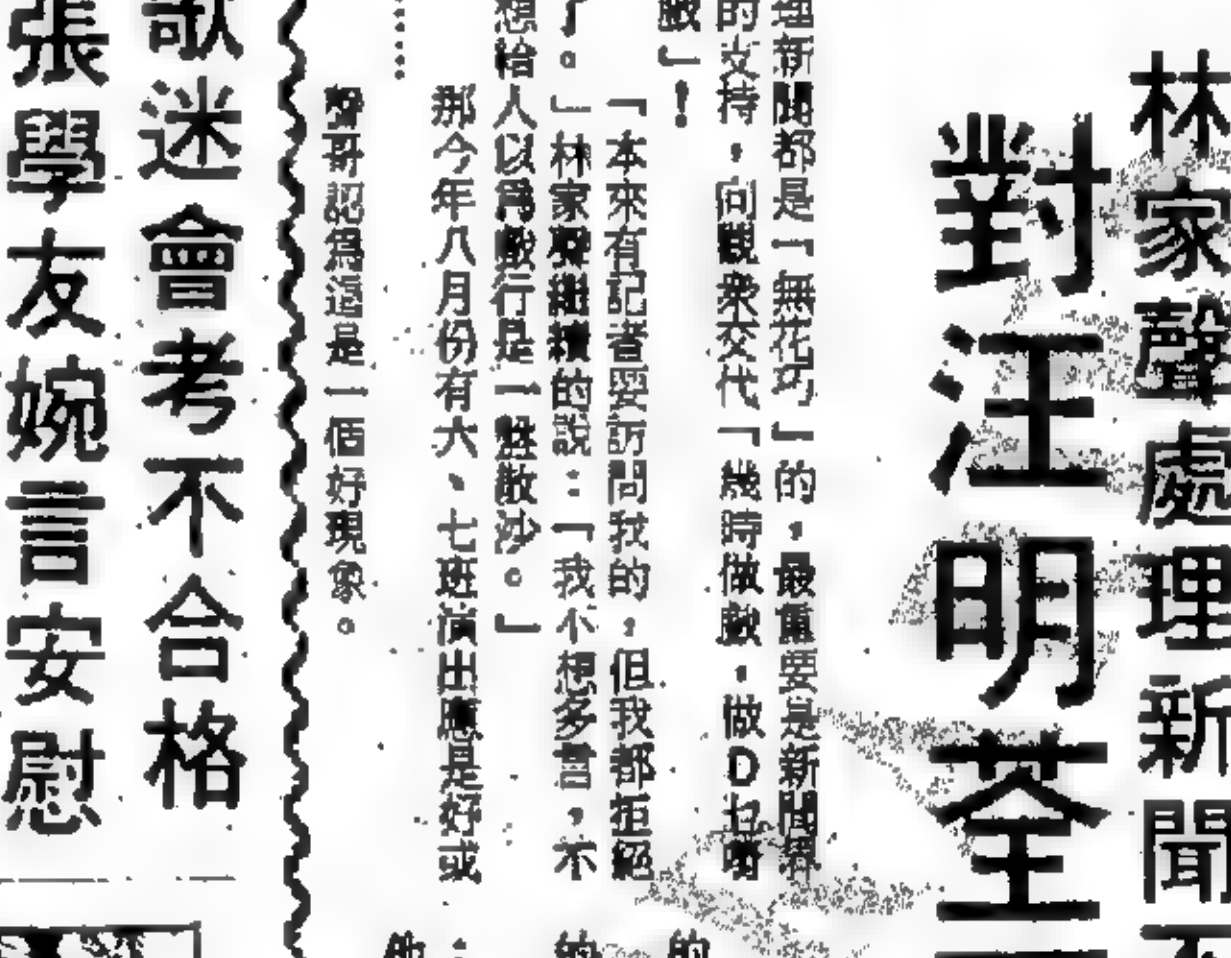 林家聲處理新聞
對汪明荃
理新聞都是「無花巧」的，最重要是新聞界
的支持，向觀衆交代「幾時做戲，做D乜嘢
戲」！
「本來有記者要訪問我的，但我都拒絕
了。」林家聲繼續的說：「我不想多言，不
想給人以為戲行是一盤散沙。」
那今年八月份有六、七班演出應是好或
聲哥認爲這是一個好現象。
歌迷會考不合格
張學友婉言安慰